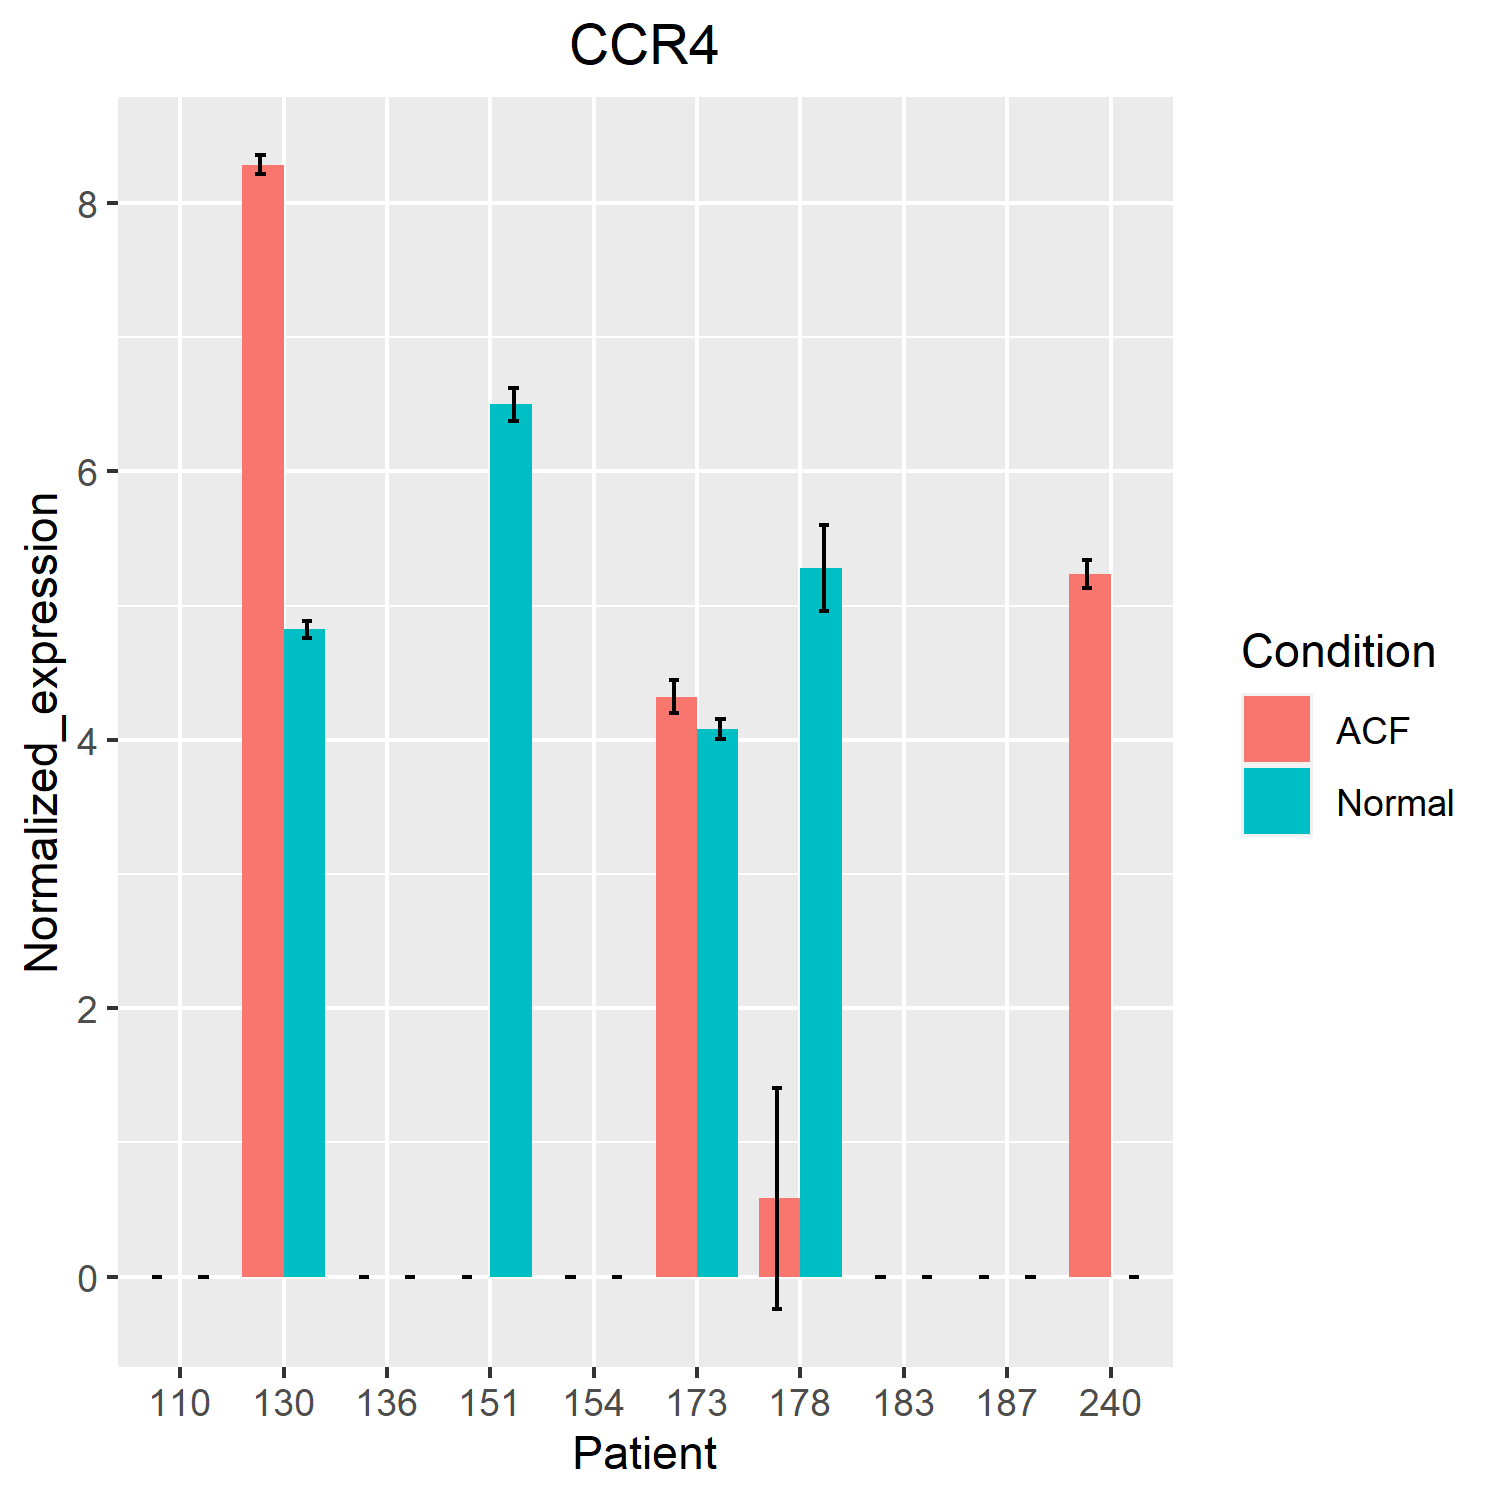 CCR4
Normalized_expression
8
6
4
2
0
110 130 136 151 154 173 178 183 187 240
Patient
Condition
ACF
Normal